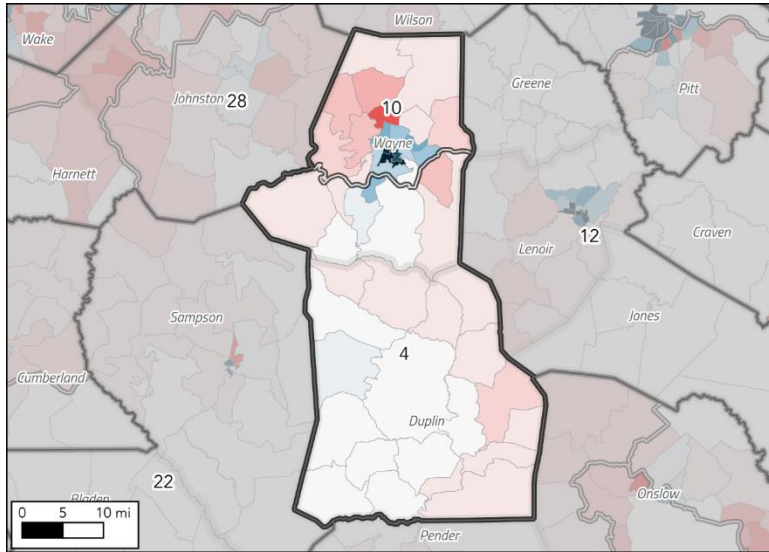 Wilson
Wake
Greene
Johnston
28
10
Pitt
Wayne
Harnett
12
Craven
Lenoir
Sampson
Jones
Cumberland
4
Duplin
22
Bladen
Onslow
0 5 10 mi
Pender